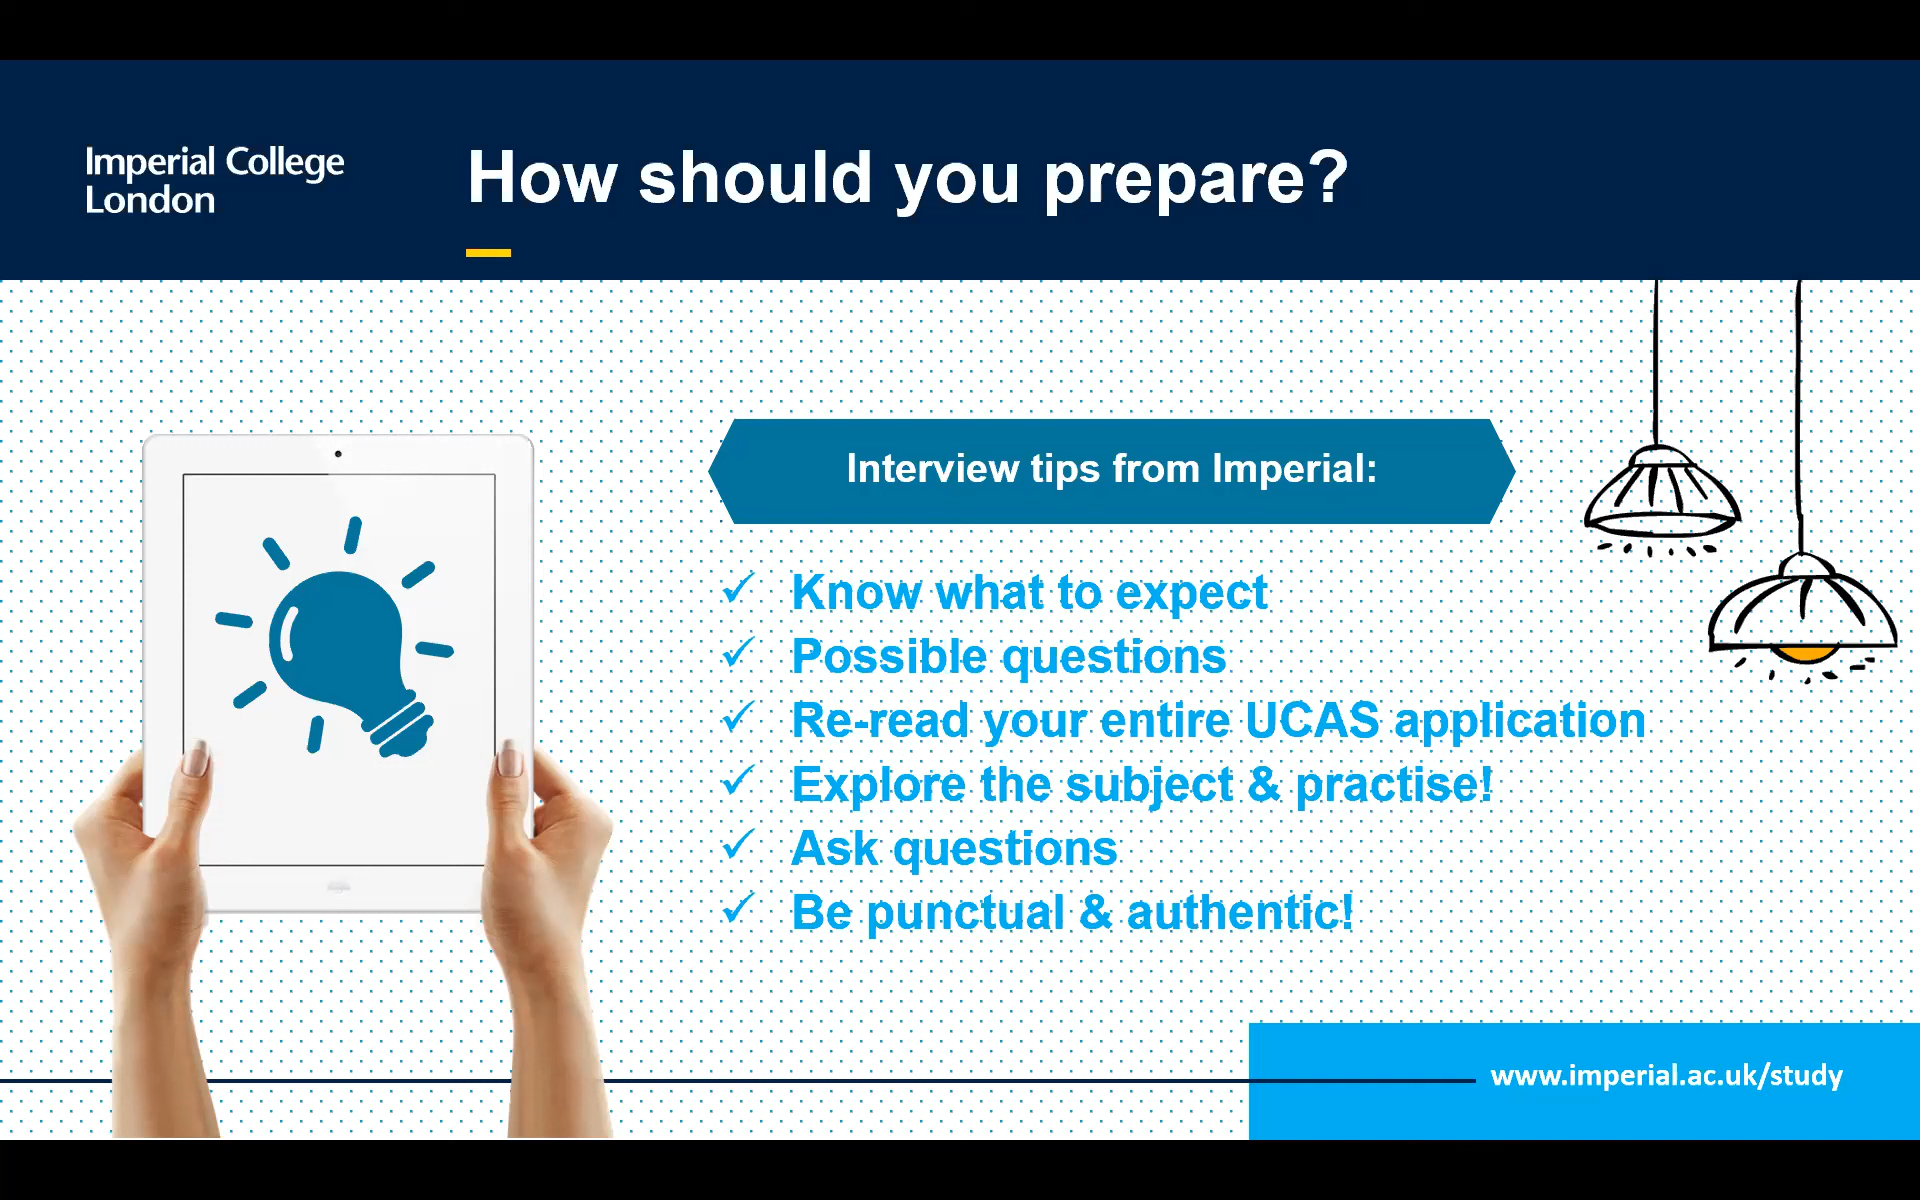 Imperial College
London
How should you prepare?
Interview tips from Imperial:
✓ Know what to expect
✓ Possible questions
✓ Re-read your entire UCAS application
✓ Explore the subject & practise!
✓ Ask questions
✓ Be punctual & authentic!
www.imperial.ac.uk/study